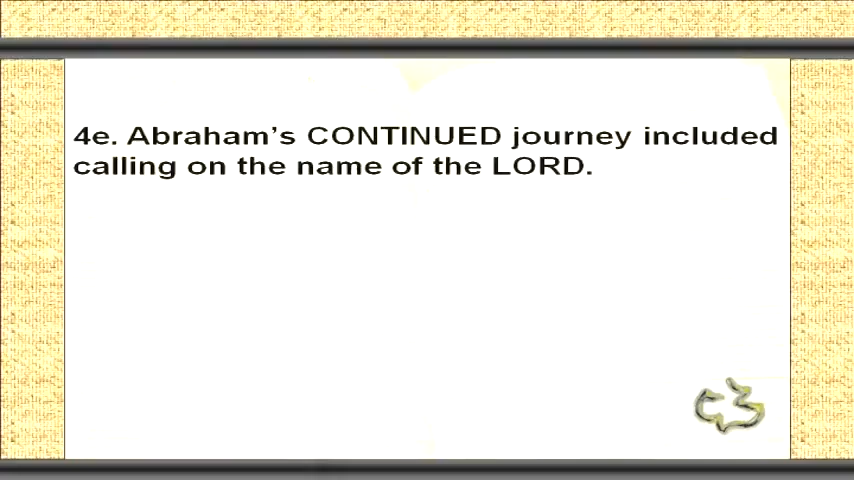 4e. Abraham’s CONTINUED journey included
calling on the name of the LORD.